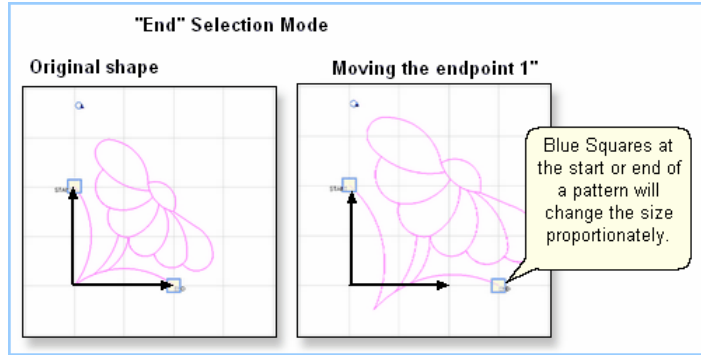 "End" Selection Mode
Original shape
Moving the endpoint 1"
Blue Squares at
the start or end of
a pattern will
change the size
proportionately.